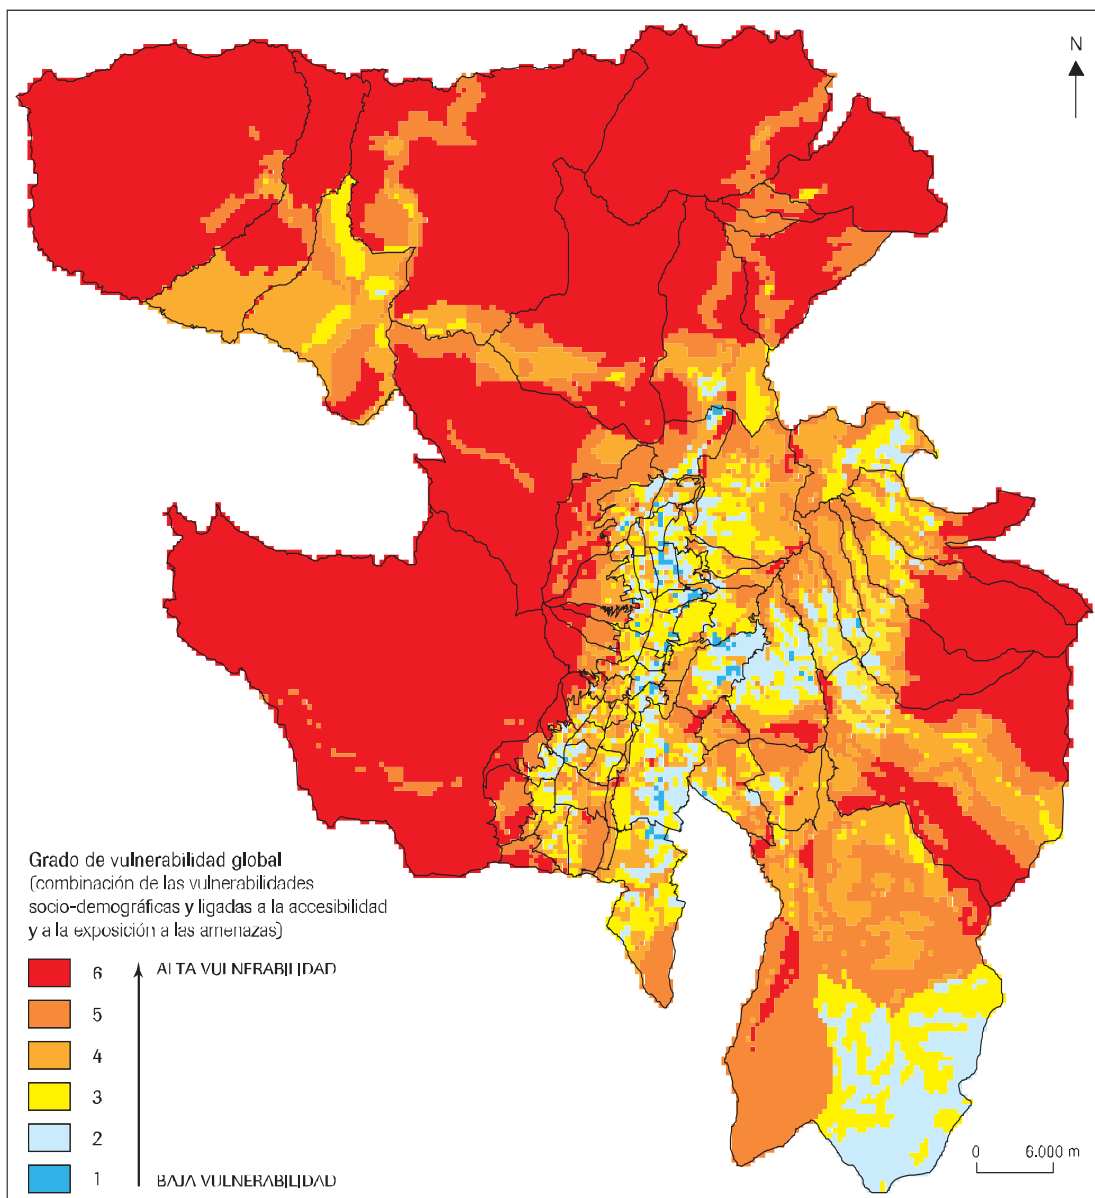 N
Grado de vulnerabilidad global
(combinación de las vulnerabilidades
socio-demográficas y ligadas a la accesibilidad
y a la exposición a las amenazas)
6
ALTA VULNERABILIDAD
5
4
3
2
1
BAJA VULNERABILIDAD
0 6.000 m